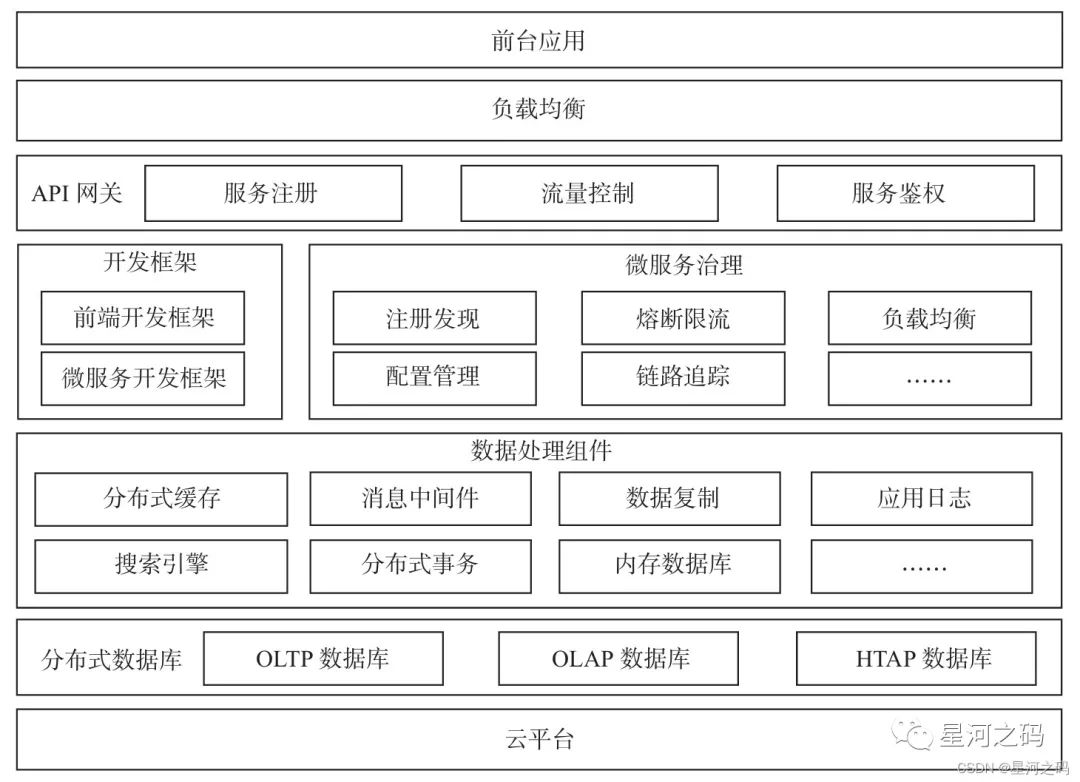 前台应用
负载均衡
API 网关
服务注册
流量控制
服务鉴权
开发框架
前端开发框架
微服务开发框架
微服务治理
注册发现
熔断限流
负载均衡
配置管理
链路追踪
……
数据处理组件
分布式缓存
消息中间件
数据复制
应用日志
搜索引擎
分布式事务
内存数据库
……
分布式数据库
OLTP 数据库
OLAP 数据库
HTAP 数据库
云平台
星河之码
CSDN @星河之码